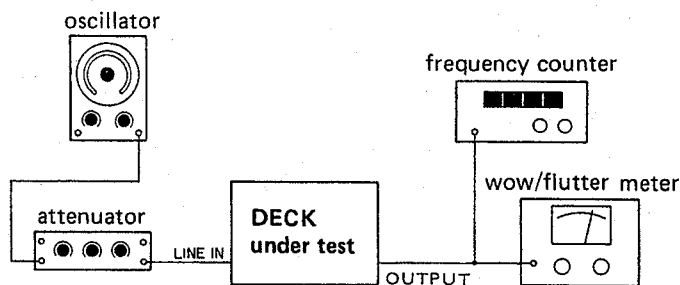 oscillator
frequency counter
wow/flutter meter
attenuator
LINE IN
DECK
under test
OUTPUT